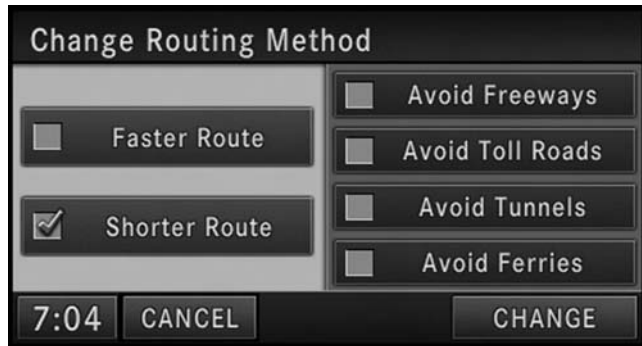 Change Routing Method
Faster Route
Shorter Route
Avoid Freeways
Avoid Toll Roads
Avoid Tunnels
Avoid Ferries
7:04 CANCEL CHANGE